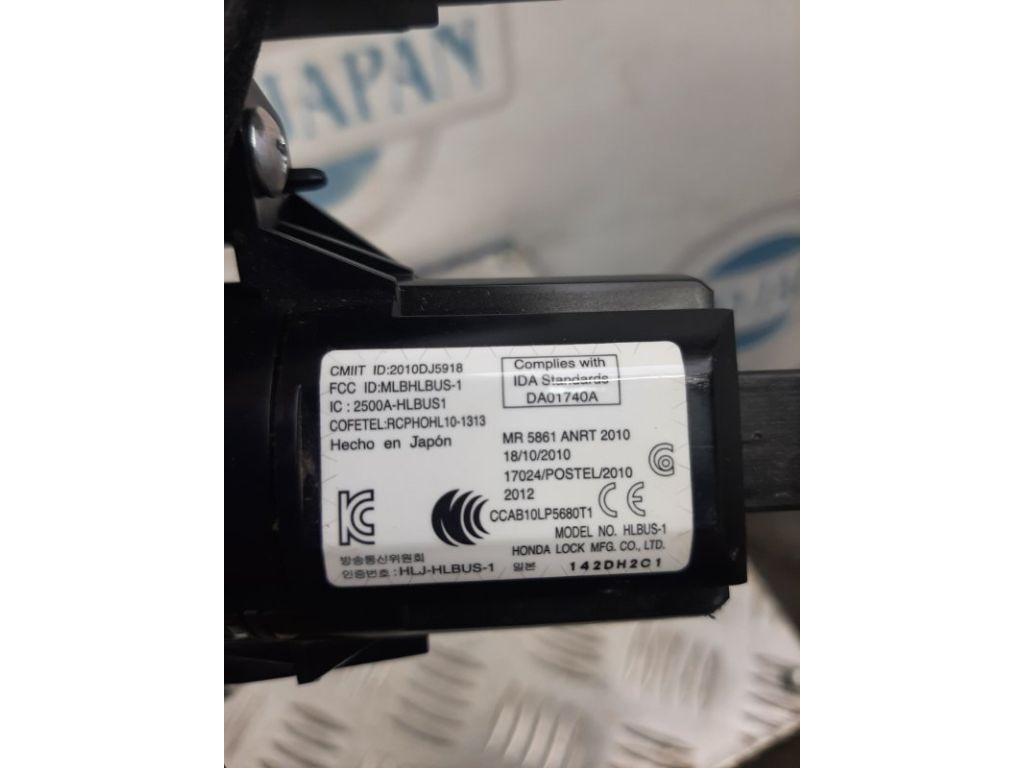 JAPAN
CMIIT ID:2010DJ5918
FCC ID:MLBHLBUS-1
IC : 2500A-HLBUS1
COFETEL:RCPHOHL10-1313
Hecho en Japón
Complies with
IDA Standards
DA01740A
MR 5861 ANRT 2010
18/10/2010
17024/POSTEL/2010
2012
CCAB10LP5680T1
CE
MODEL NO. HLBUS-1
HONDA LOCK MFG. CO., LTD.
방송통신위원회
인증번호 : HLJ-HLBUS-1
일본 142DH2C1